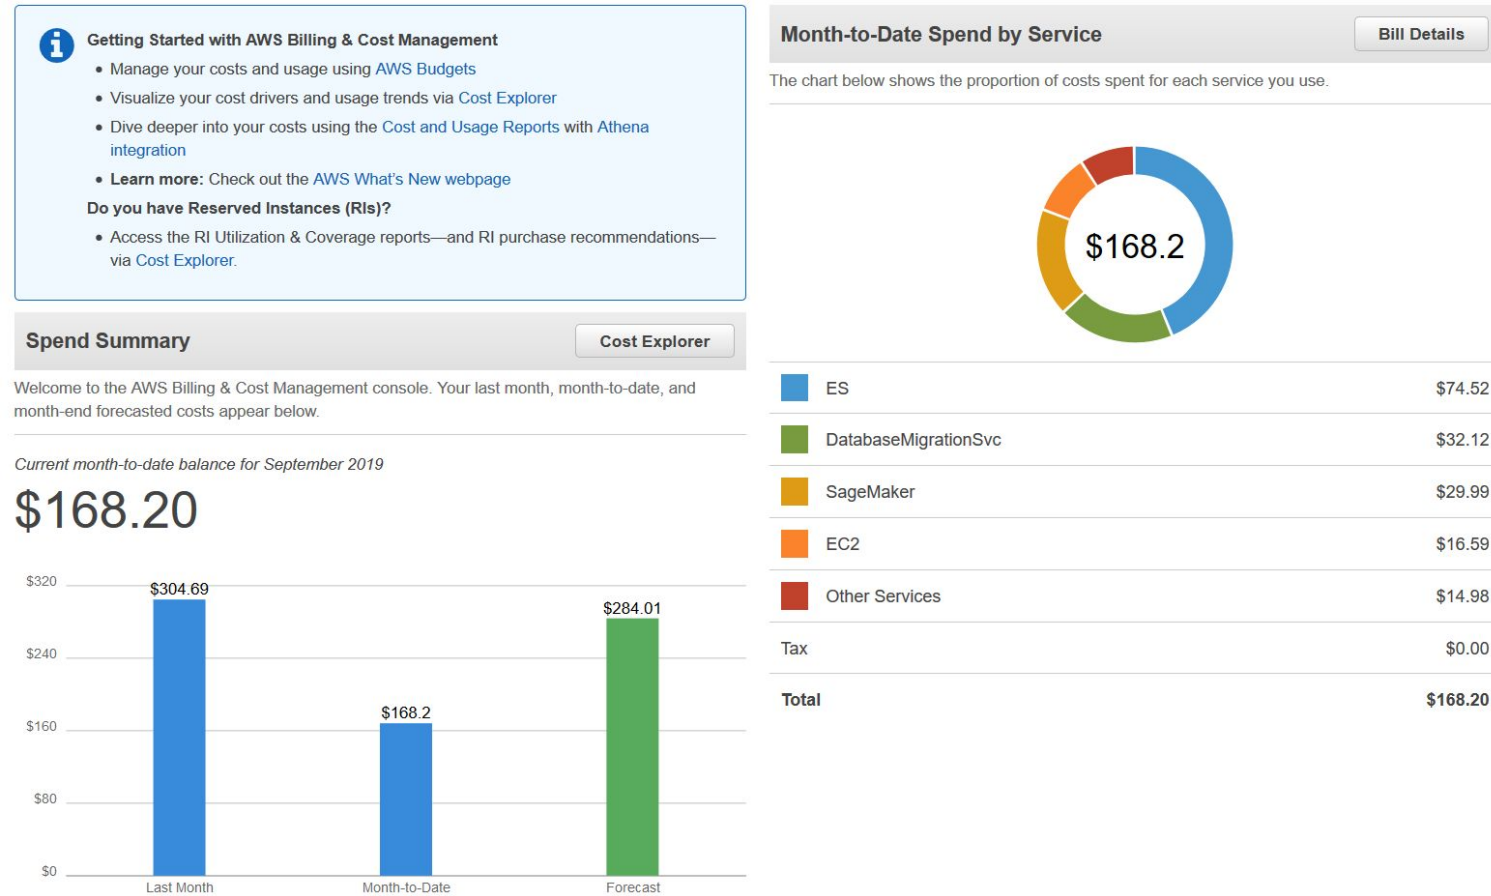 Getting Started with AWS Billing & Cost Management
• Manage your costs and usage using AWS Budgets
• Visualize your cost drivers and usage trends via Cost Explorer
• Dive deeper into your costs using the Cost and Usage Reports with Athena
integration
• Learn more: Check out the AWS What's New webpage
Do you have Reserved Instances (RIs)?
• Access the RI Utilization & Coverage reports—and RI purchase recommendations—
via Cost Explorer.
Spend Summary
Cost Explorer
Welcome to the AWS Billing & Cost Management console. Your last month, month-to-date, and
month-end forecasted costs appear below.
Current month-to-date balance for September 2019
$168.20
$320
$240
$160
$80
$0
$304.69
$168.2
$284.01
Last Month
Month-to-Date
Forecast
Month-to-Date Spend by Service
Bill Details
The chart below shows the proportion of costs spent for each service you use.
$168.2
ES $74.52
DatabaseMigrationSvc $32.12
SageMaker $29.99
EC2 $16.59
Other Services $14.98
Tax $0.00
Total $168.20